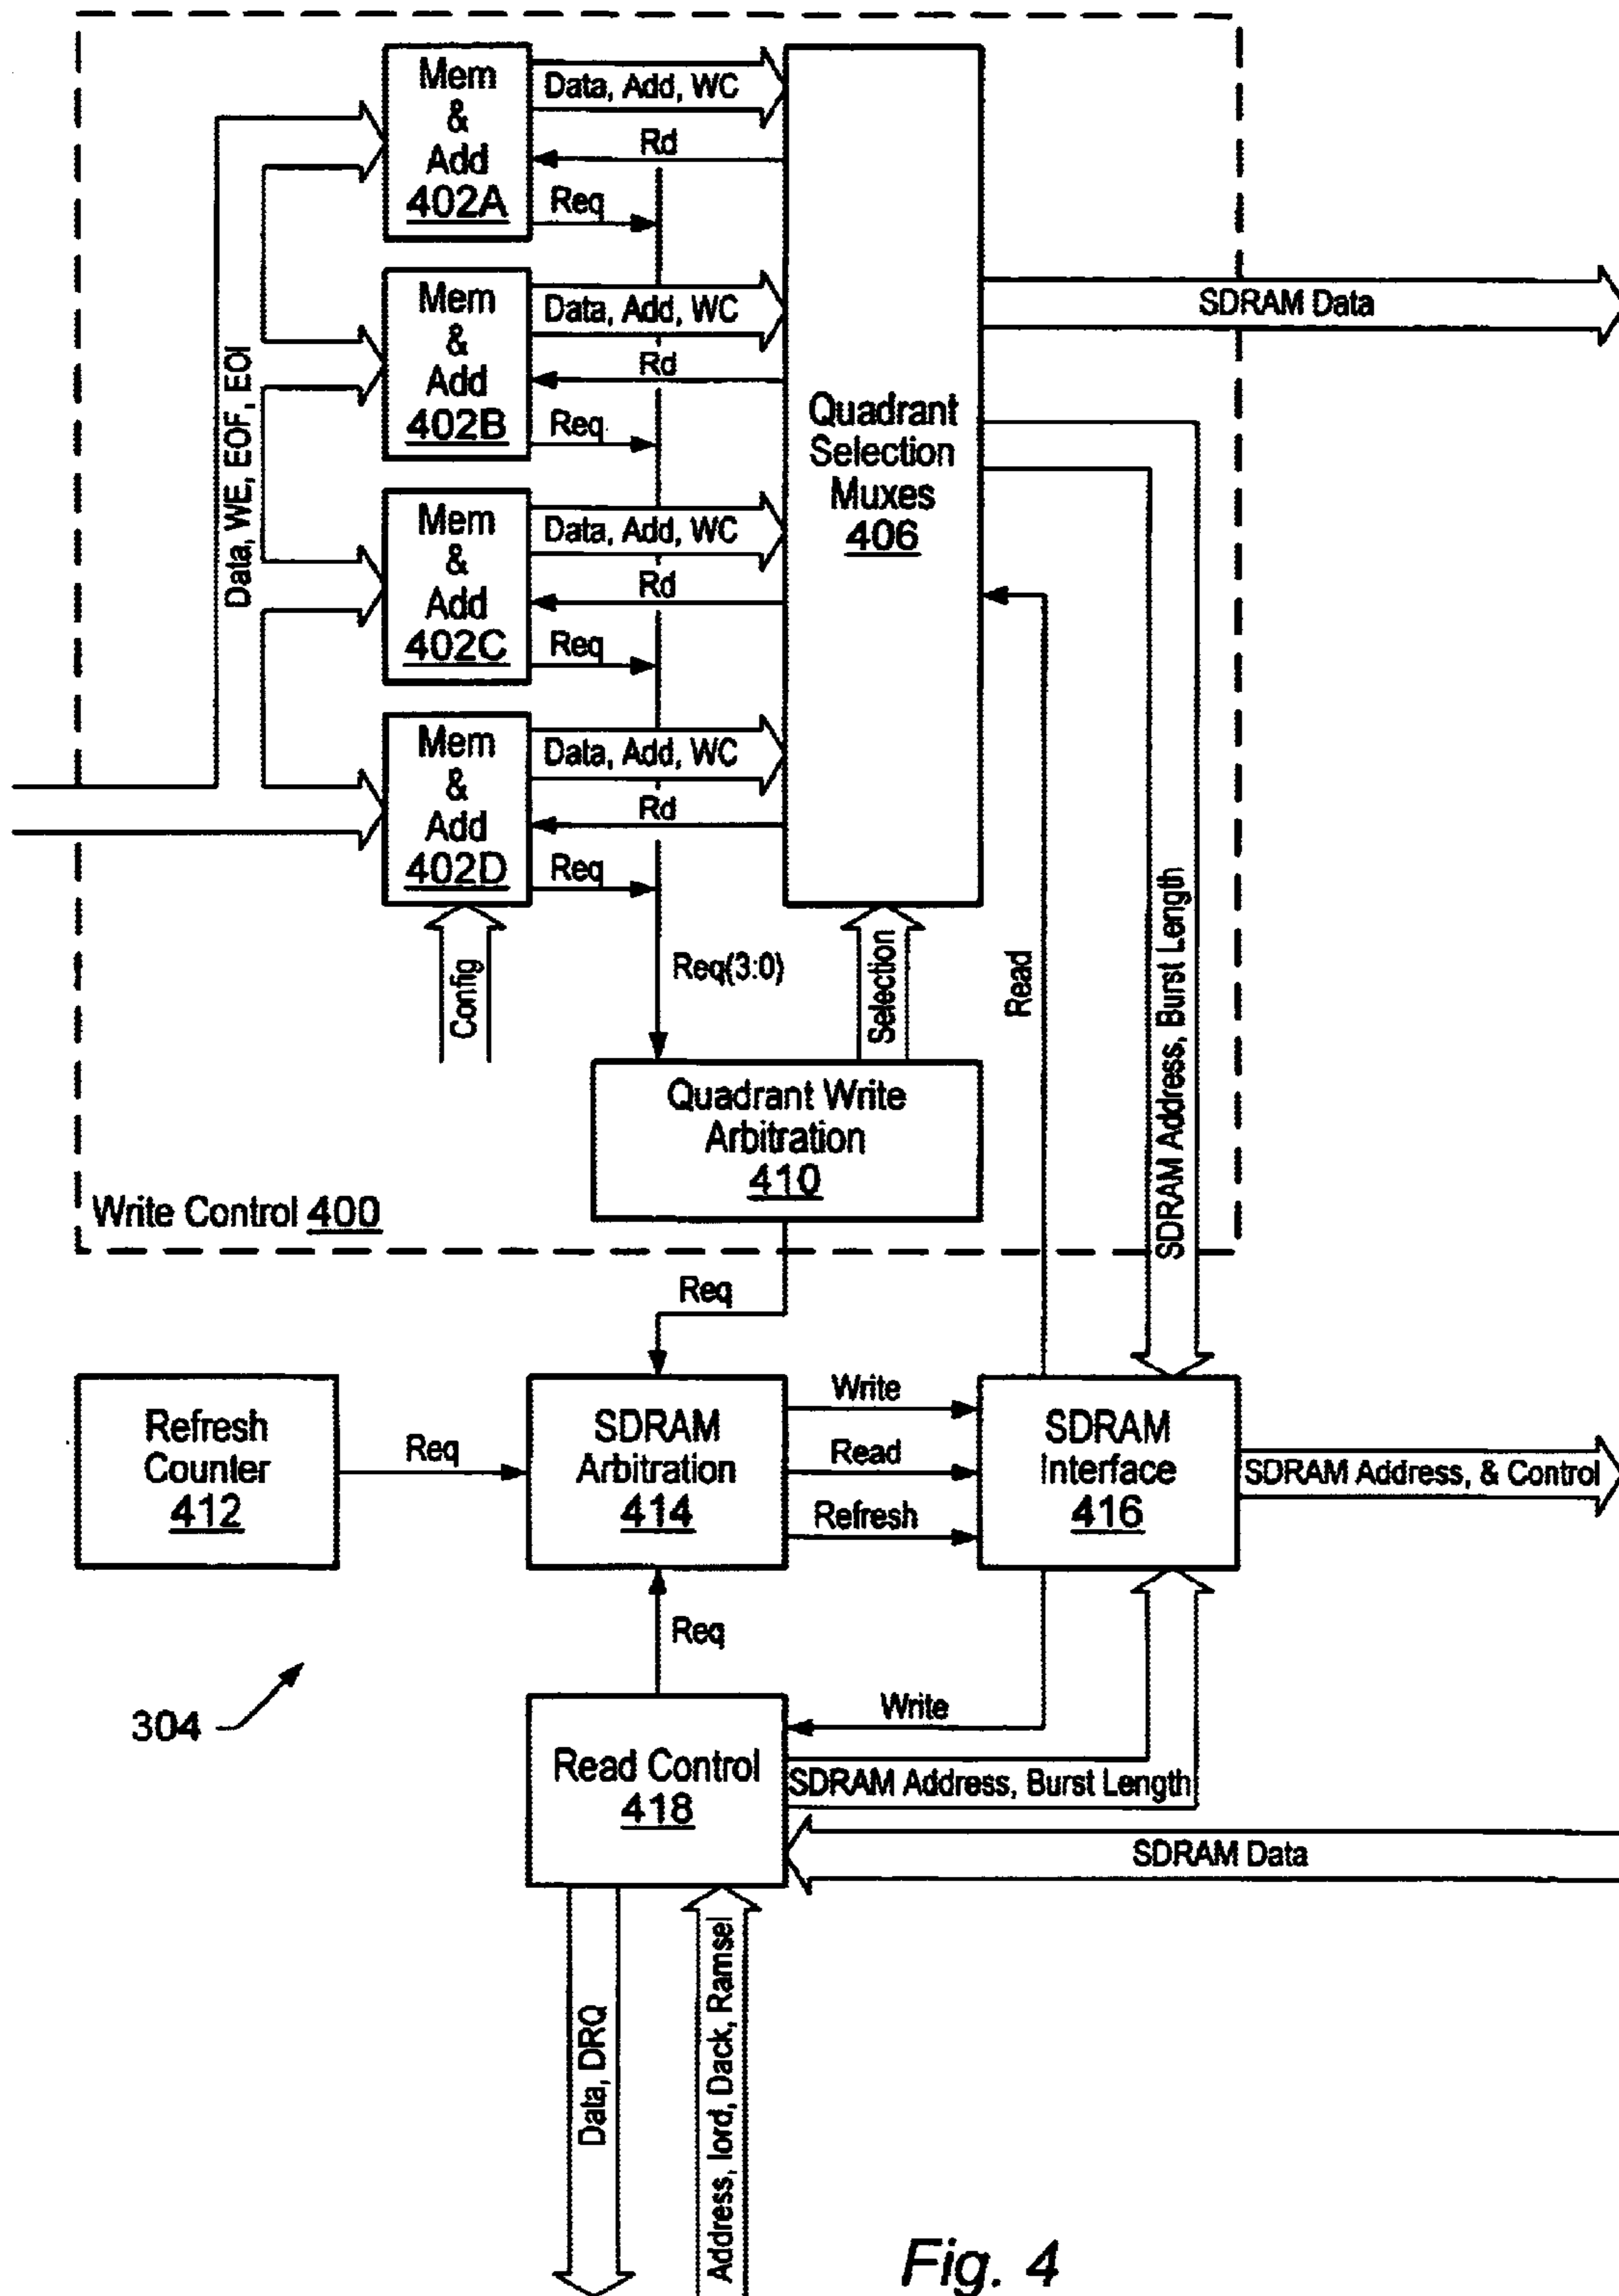 Mem
&
Add
402A
Data, Add, WC
Rd
Req
Mem
&
Add
402B
Data, Add, WC
Rd
Req
Mem
&
Add
402C
Data, Add, WC
Rd
Req
Mem
&
Add
402D
Data, Add, WC
Rd
Req
Data, WE, EOF, EOI
Quadrant
Selection
Muxes
406
SDRAM Data
Config
Req(3:0)
Selection
Read
SDRAM Address, Burst Length
Quadrant Write
Arbitration
410
Write Control 400
Req
Refresh
Counter
412
Req
SDRAM
Arbitration
414
Write
Read
Refresh
SDRAM
Interface
416
SDRAM Address, & Control
Req
304
Write
Read Control
418
SDRAM Address, Burst Length
SDRAM Data
Data, DRQ
Address, Iord, Dack, Ramsel
Fig. 4